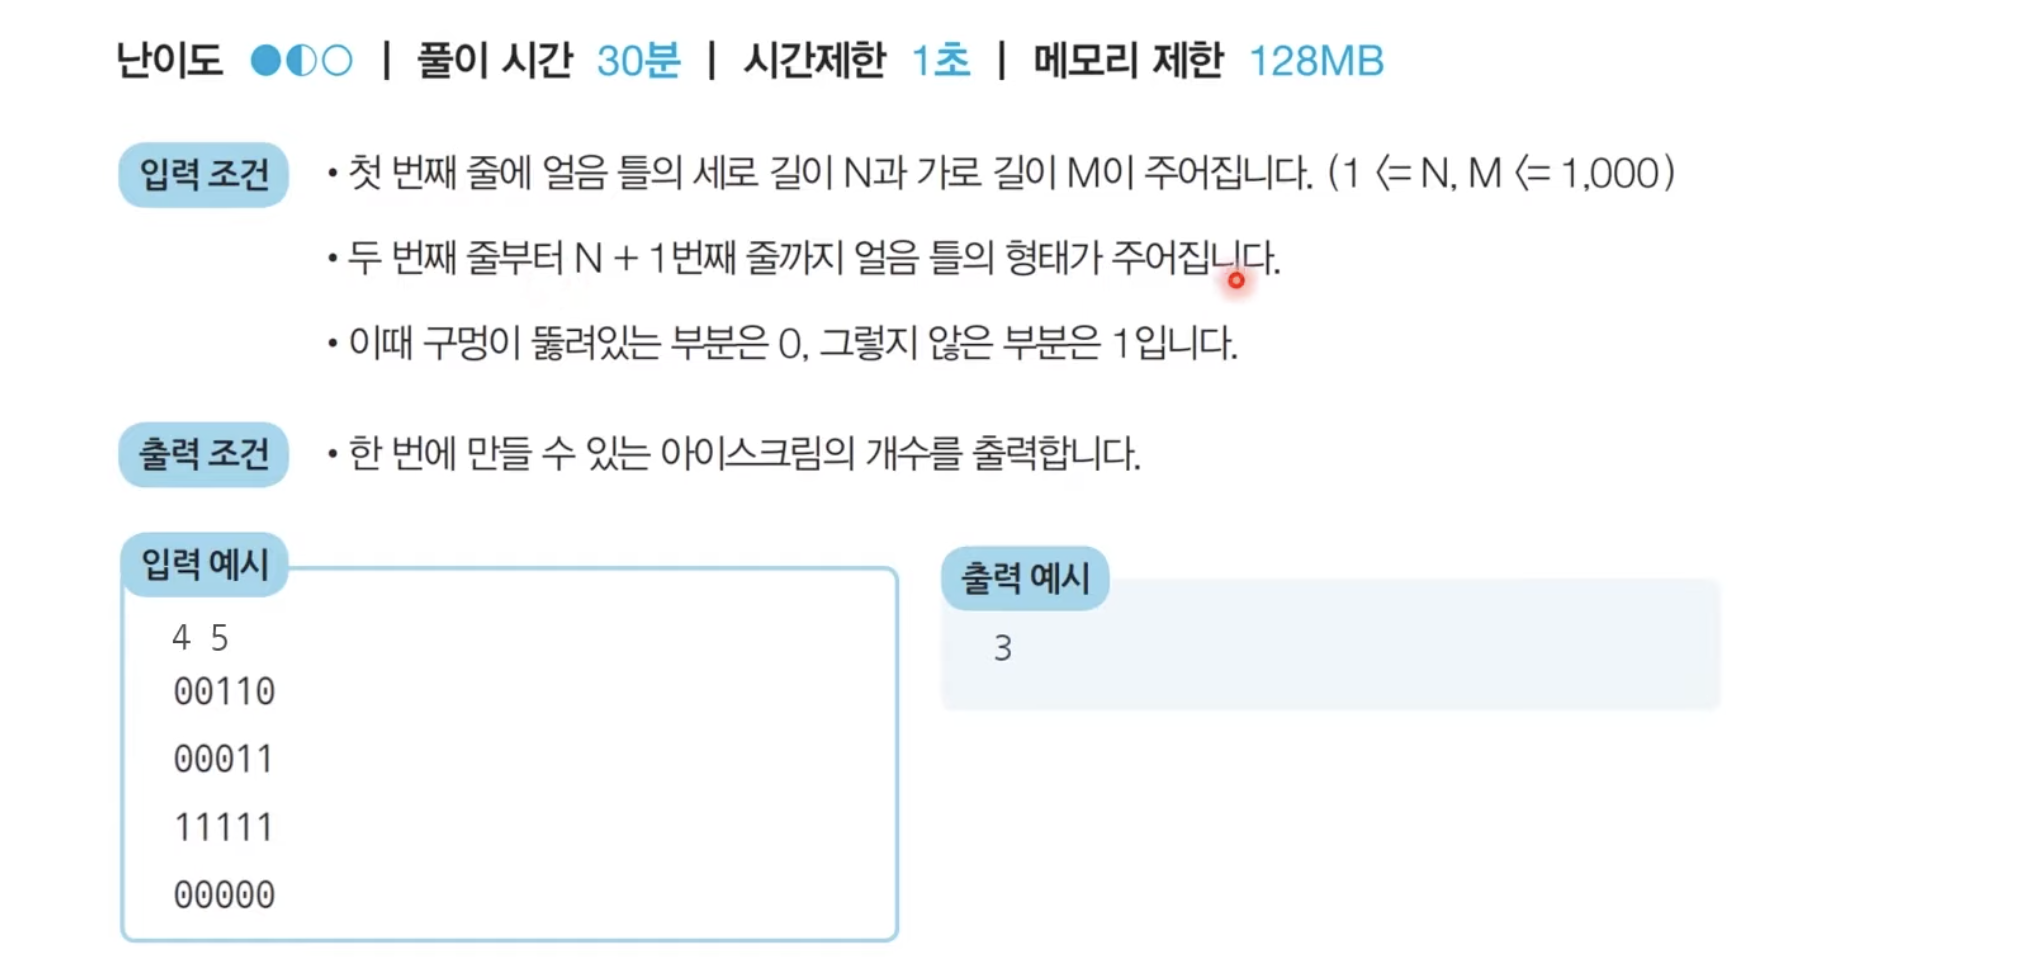 난이도 | 풀이 시간 30분 | 시간제한 1초 | 메모리 제한 128MB
입력 조건 • 첫 번째 줄에 얼음 틀의 세로 길이 N과 가로 길이 M이 주어집니다. (1 <= N, M <= 1,000)
• 두 번째 줄부터 N + 1번째 줄까지 얼음 틀의 형태가 주어집니다.
• 이때 구멍이 뚫려있는 부분은 0, 그렇지 않은 부분은 1입니다.
출력 조건 • 한 번에 만들 수 있는 아이스크림의 개수를 출력합니다.
입력 예시
4 5
00110
00011
11111
00000
출력 예시
3